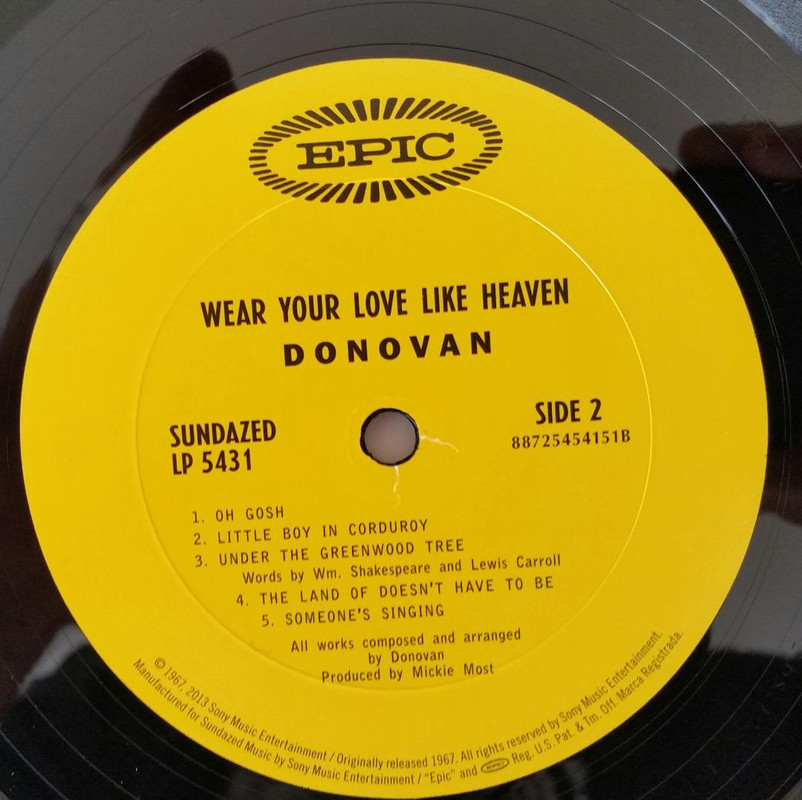 EPIC
WEAR YOUR LOVE LIKE HEAVEN
DONOVAN
SUNDAZED
LP 5431
SIDE 2
88725454151B
1. OH GOSH
2. LITTLE BOY IN CORDUROY
3. UNDER THE GREENWOOD TREE
Words by Wm. Shakespeare and Lewis Carroll
4. THE LAND OF DOESN'T HAVE TO BE
5. SOMEONE'S SINGING
All works composed and arranged
by Donovan
Produced by Mickie Most
© 1967, 2013 Sony Music Entertainment / Originally released 1967. All rights reserved by Sony Music Entertainment.
Manufactured for Sundazed Music by Sony Music Entertainment / "Epic" and EPIC Reg. U.S. Pat. & Tm. Off. Marca Registrada.